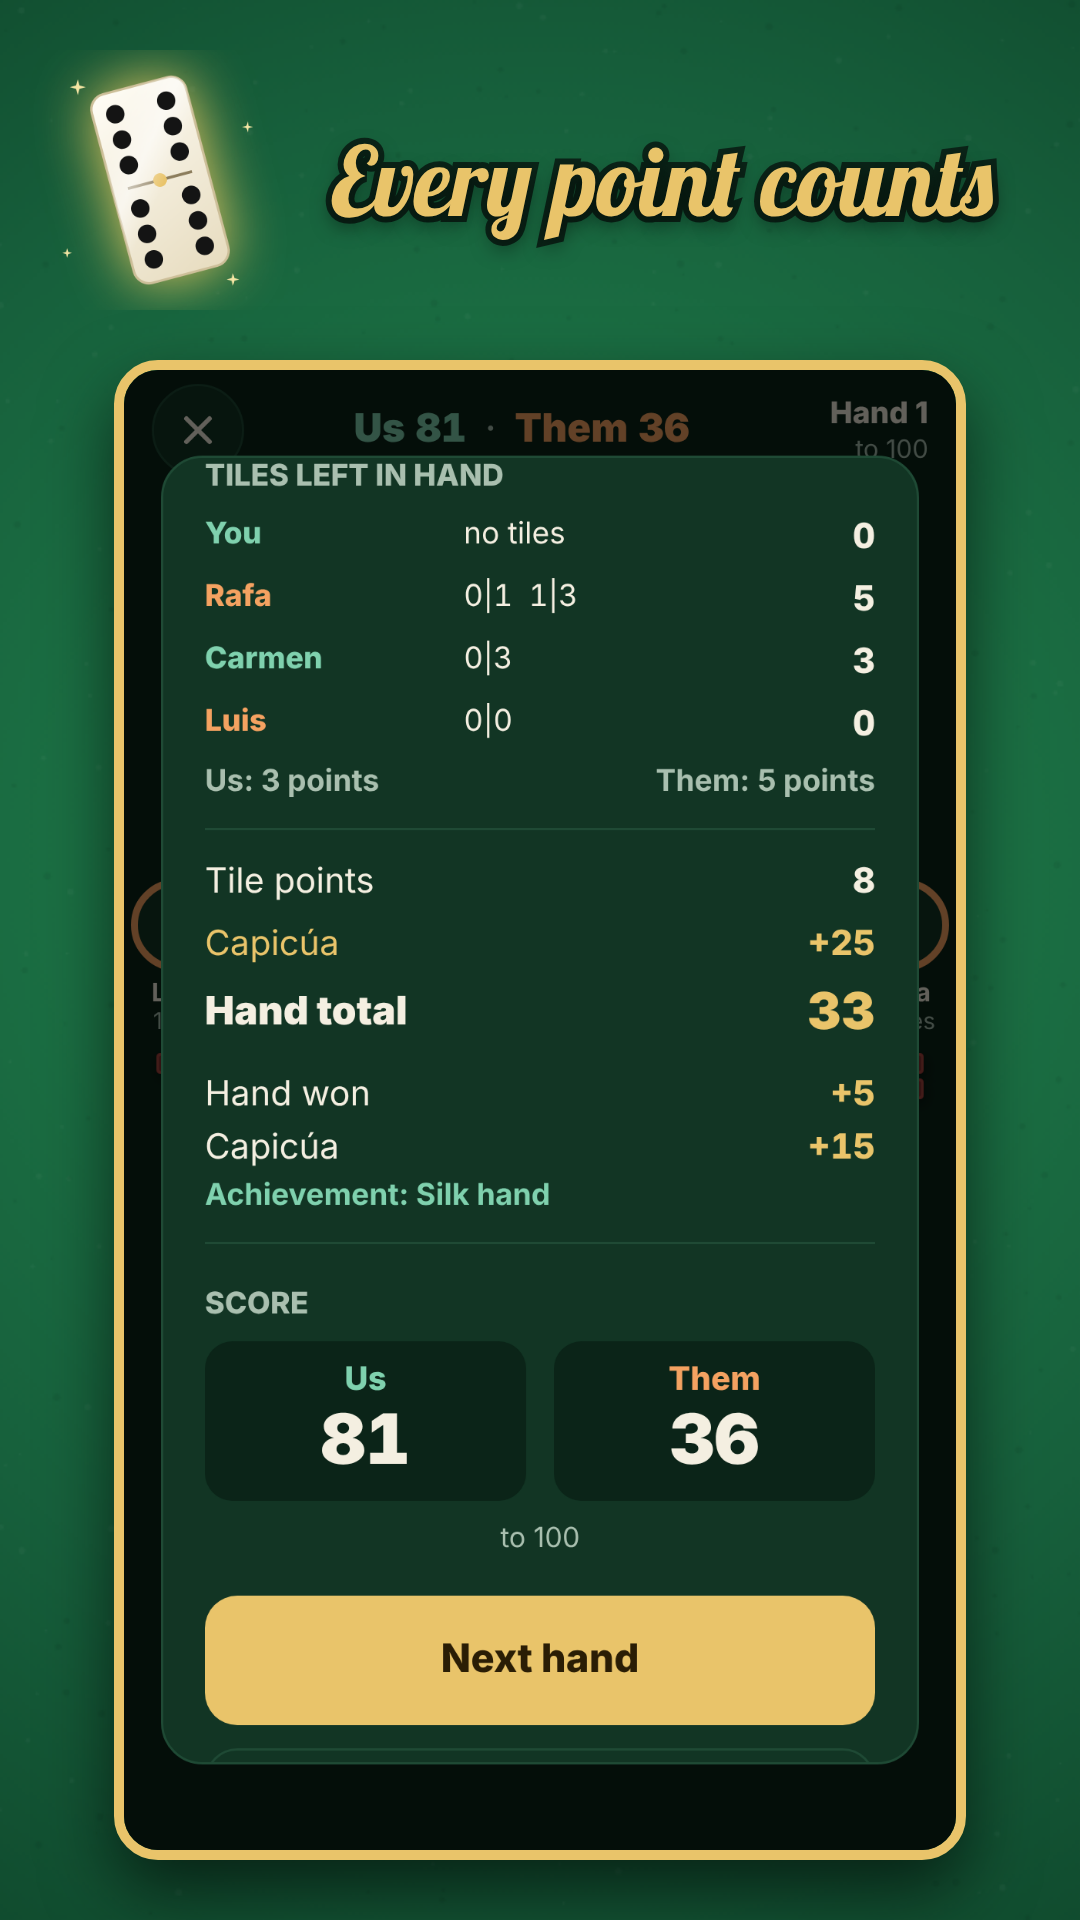 Every point counts
Us 81 · Them 36
Hand 1
to 100
TILES LEFT IN HAND
You no tiles 0
Rafa 0|1 1|3 5
Carmen 0|3 3
Luis 0|0 0
Us: 3 points Them: 5 points
Tile points 8
Capicúa +25
Hand total 33
Hand won +5
Capicúa +15
Achievement: Silk hand
SCORE
Us Them
81 36
to 100
Next hand